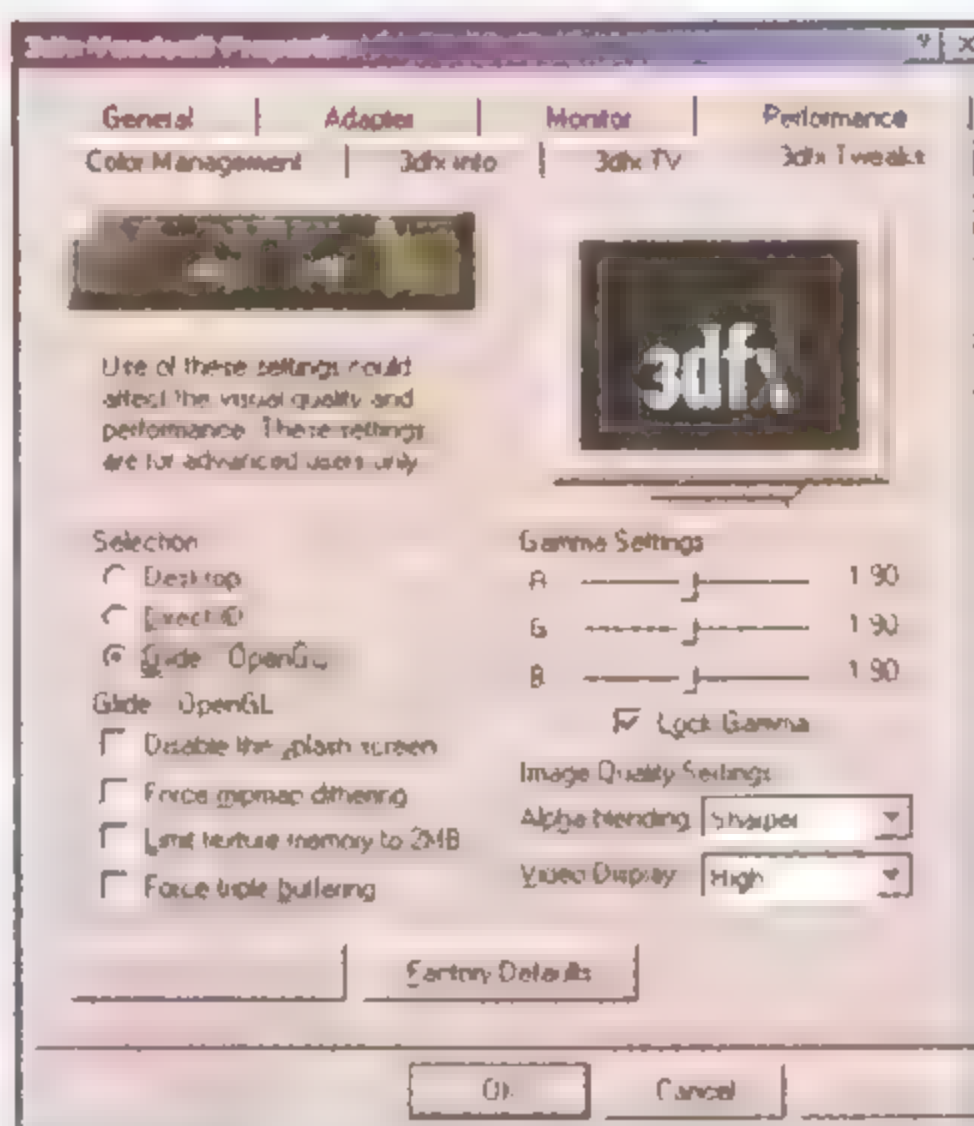 General Adapter Monitor Performance
Color Management 3dfx Info 3dfx TV 3dfx Tweaks
3dfx
Use of these settings could
affect the visual quality and
performance. These settings
are for advanced users only
Selection
Desktop
Direct3D
Glide OpenGL
Glide OpenGL
Disable the splash screen
Force mipmap dithering
Limit texture memory to 2MB
Force triple buffering
Gamma Settings
R 1.90
G 1.90
B 1.90
Lock Gamma
Image Quality Settings
Alpha blending Sharper
Video Display High
Factory Defaults
OK Cancel